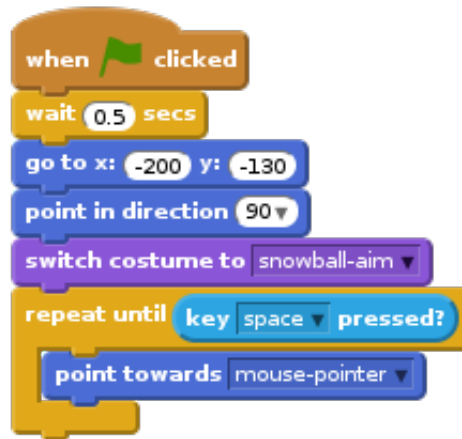 when clicked
wait 0.5 secs
go to x: -200 y: -130
point in direction 90
switch costume to snowball-aim
repeat until key space pressed?
point towards mouse-pointer